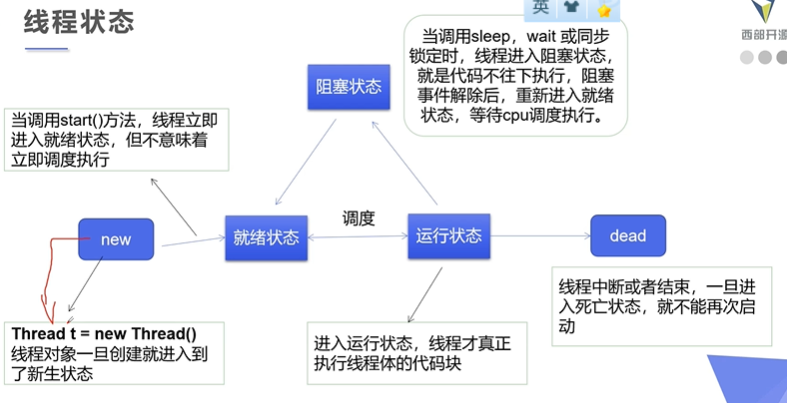 线程状态
英
西部开源
当调用sleep，wait 或同步
锁定时，线程进入阻塞状态，
就是代码不往下执行，阻塞
事件解除后，重新进入就绪
状态，等待cpu调度执行。
阻塞状态
当调用start()方法，线程立即
进入就绪状态，但不意味着
立即调度执行
new
就绪状态
调度
运行状态
dead
Thread t = new Thread()
线程对象一旦创建就进入到
了新生状态
进入运行状态，线程才真正
执行线程体的代码块
线程中断或者结束，一旦进
入死亡状态，就不能再次启
动